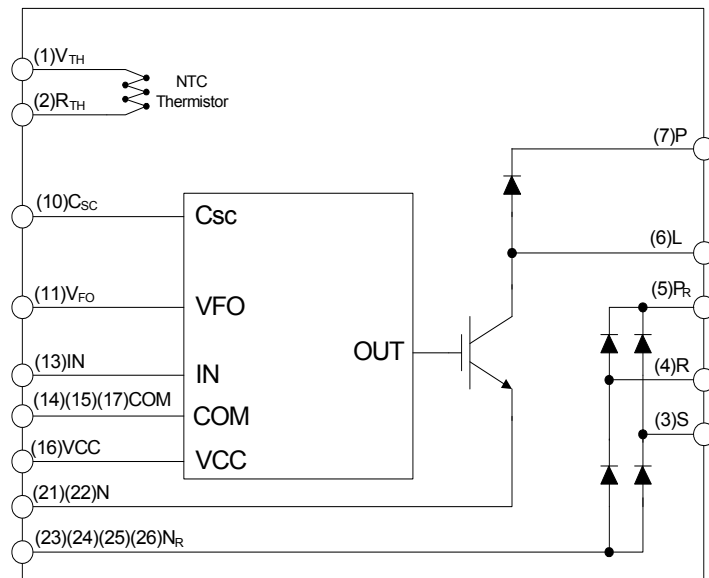 (1)VTH
NTC
Thermistor
(2)RTH
(7)P
(10)CSC
Csc
(6)L
(5)PR
(11)VFO
VFO
OUT
(13)IN
IN
(4)R
(14)(15)(17)COM
COM
(3)S
(16)VCC
VCC
(21)(22)N
(23)(24)(25)(26)NR